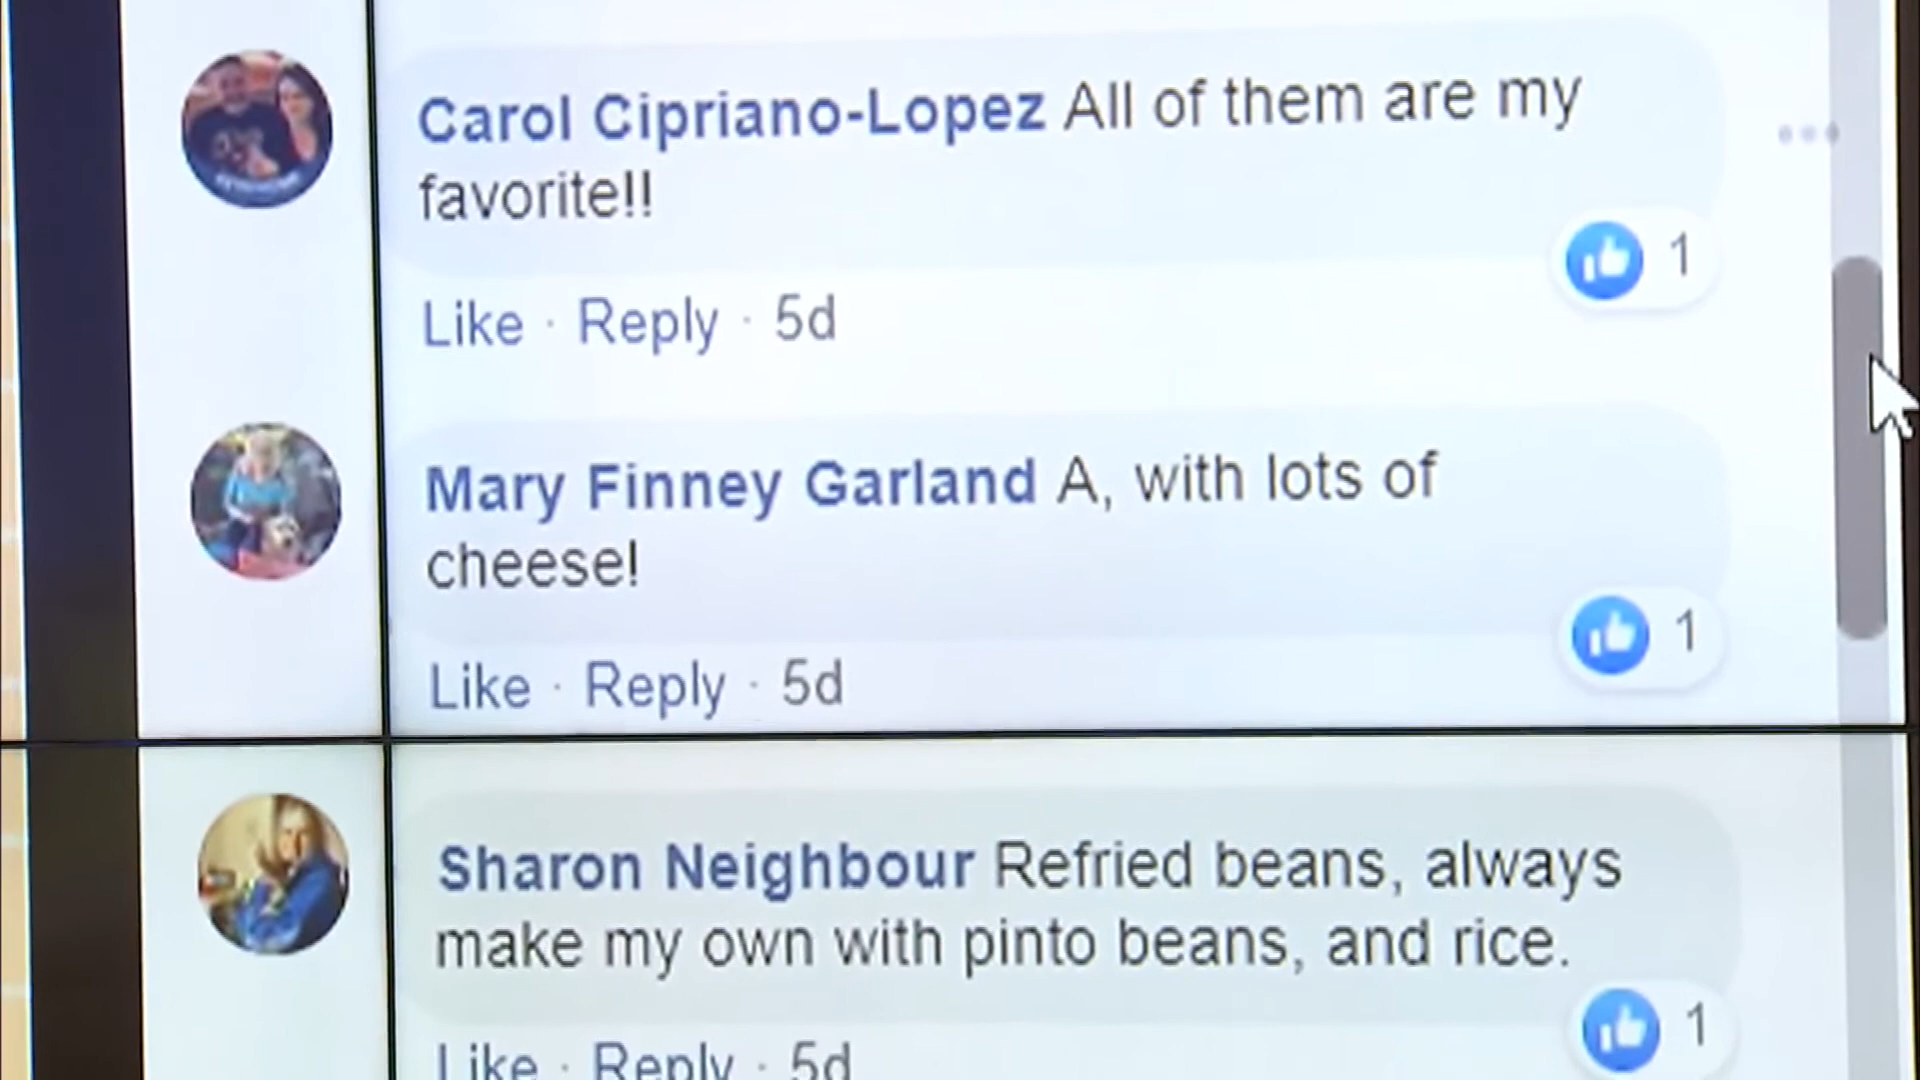 Carol Cipriano-Lopez All of them are my
favorite!!
1
Like · Reply · 5d
Mary Finney Garland A, with lots of
cheese!
1
Like · Reply · 5d
Sharon Neighbour Refried beans, always
make my own with pinto beans, and rice.
1
Like · Reply · 5d